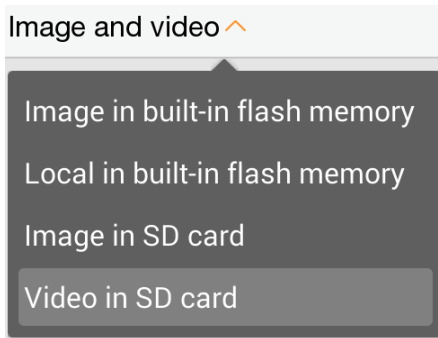 Image and video
Image in built-in flash memory
Local in built-in flash memory
Image in SD card
Video in SD card